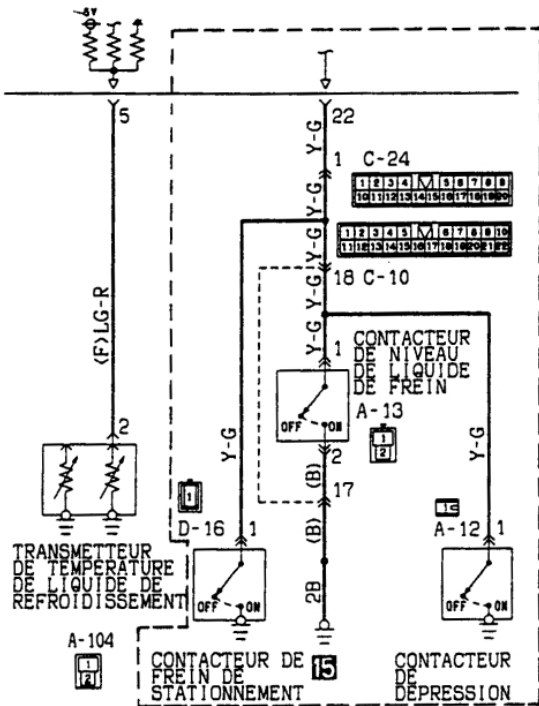 5V
5
22
Y-G
1
C-24
1 2 3 4 5 6 7 8 9
10 11 12 13 14 15 16 17 18 19 20
Y-G
Y-G
1 2 3 4 5 6 7 8 9 10
11 12 13 14 15 16 17 18 19 20 21 22
18 C-10
Y-G
Y-G
1
(F)LG-R
CONTACTEUR
DE NIVEAU
DE LIQUIDE
DE FREIN
OFF ON
A-13
1
2
2
Y-G
(B)
17
2
1
D-16
1
(B)
1
A-12
1
TRANSMETTEUR
DE TEMPÉRATURE
DE LIQUIDE DE
REFROIDISSEMENT
OFF ON
2B
OFF ON
A-104
1
2
CONTACTEUR DE
FREIN DE
STATIONNEMENT
15
CONTACTEUR
DE
DÉPRESSION